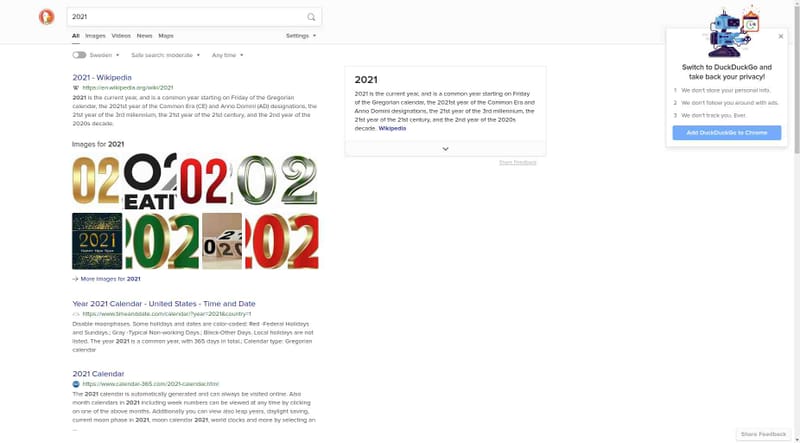 2021
All Images Videos News Maps Settings
Sweden Safe search: moderate Any time
2021 - Wikipedia
https://en.wikipedia.org/wiki/2021
2021 is the current year, and is a common year starting on Friday of the Gregorian
calendar, the 2021st year of the Common Era (CE) and Anno Domini (AD) designations, the
21st year of the 3rd millennium, the 21st year of the 21st century, and the 2nd year of the
2020s decade.
Images for 2021
02
2O
EATI
02
202
2021
HAPPY NEW YEAR
202
202
202
More Images for 2021
Year 2021 Calendar - United States - Time and Date
https://www.timeanddate.com/calendar/?year=2021&country=1
Disable moonphases. Some holidays and dates are color-coded: Red -Federal Holidays
and Sundays.; Gray -Typical Non-working Days.; Black-Other Days. Local holidays are not
listed. The year 2021 is a common year, with 365 days in total.; Calendar type: Gregorian
calendar
2021 Calendar
https://www.calendar-365.com/2021-calendar.html
The 2021 calendar is automatically generated and can always be visited online. Also
month calendars in 2021 including week numbers can be viewed at any time by clicking
on one of the above months. Additionally you can view also leap years, daylight saving,
current moon phase in 2021, moon calendar 2021, world clocks and more by selecting an
...
2021
2021 is the current year, and is a common year starting on Friday
of the Gregorian calendar, the 2021st year of the Common Era and
Anno Domini designations, the 21st year of the 3rd millennium, the
21st year of the 21st century, and the 2nd year of the 2020s
decade. Wikipedia
Share Feedback
Switch to DuckDuckGo and
take back your privacy!
1 We don't store your personal info.
2 We don't follow you around with ads.
3 We don't track you. Ever.
Add DuckDuckGo to Chrome
Share Feedback